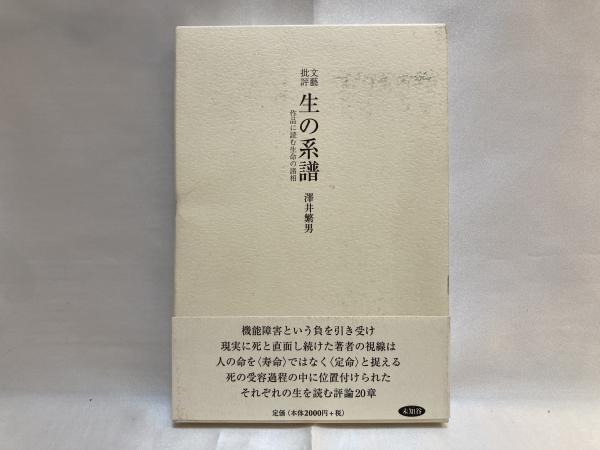 文藝
批評
生の系譜
作品に読む生命の諸相
澤井繁男
機能障害という負を引き受け
現実に死と直面し続けた著者の視線は
人の命を〈寿命〉ではなく〈定命〉と捉える
死の受容過程の中に位置付けられた
それぞれの生を読む評論20章
定価（本体2000円＋税）
未知谷